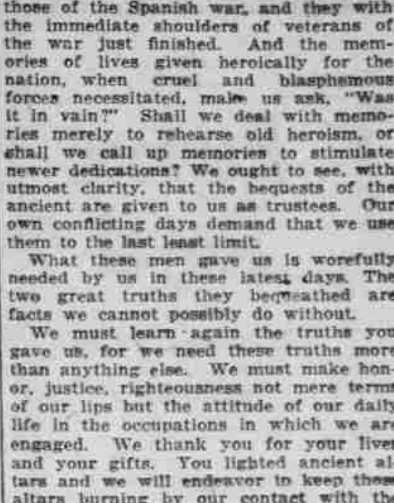 those of the Spanish war, and they with
the immediate shoulders of veterans of
the war just finished. And the mem-
ories of lives given heroically for the
nation, when cruel and blasphemous
forces necessitated, make us ask, "Was
it in vain?" Shall we deal with memo-
ries merely to rehearse old heroism, or
shall we call up memories to stimulate
newer dedications? We ought to see, with
utmost clarity, that the bequests of the
ancient are given to us as trustees. Our
own conflicting days demand that we use
them to the last least limit.
What these men gave us is worefully
needed by us in these latest days. The
two great truths they bequeathed are
facts we cannot possibly do without.
We must learn again the truths you
gave us, for we need these truths more
than anything else. We must make hon-
or, justice, righteousness not mere terms
of our lips but the attitude of our daily
life in the occupations in which we are
engaged. We thank you for your lives
and your gifts. You lighted ancient al-
tars and we will endeavor to keep these
altars burning by our contact with the